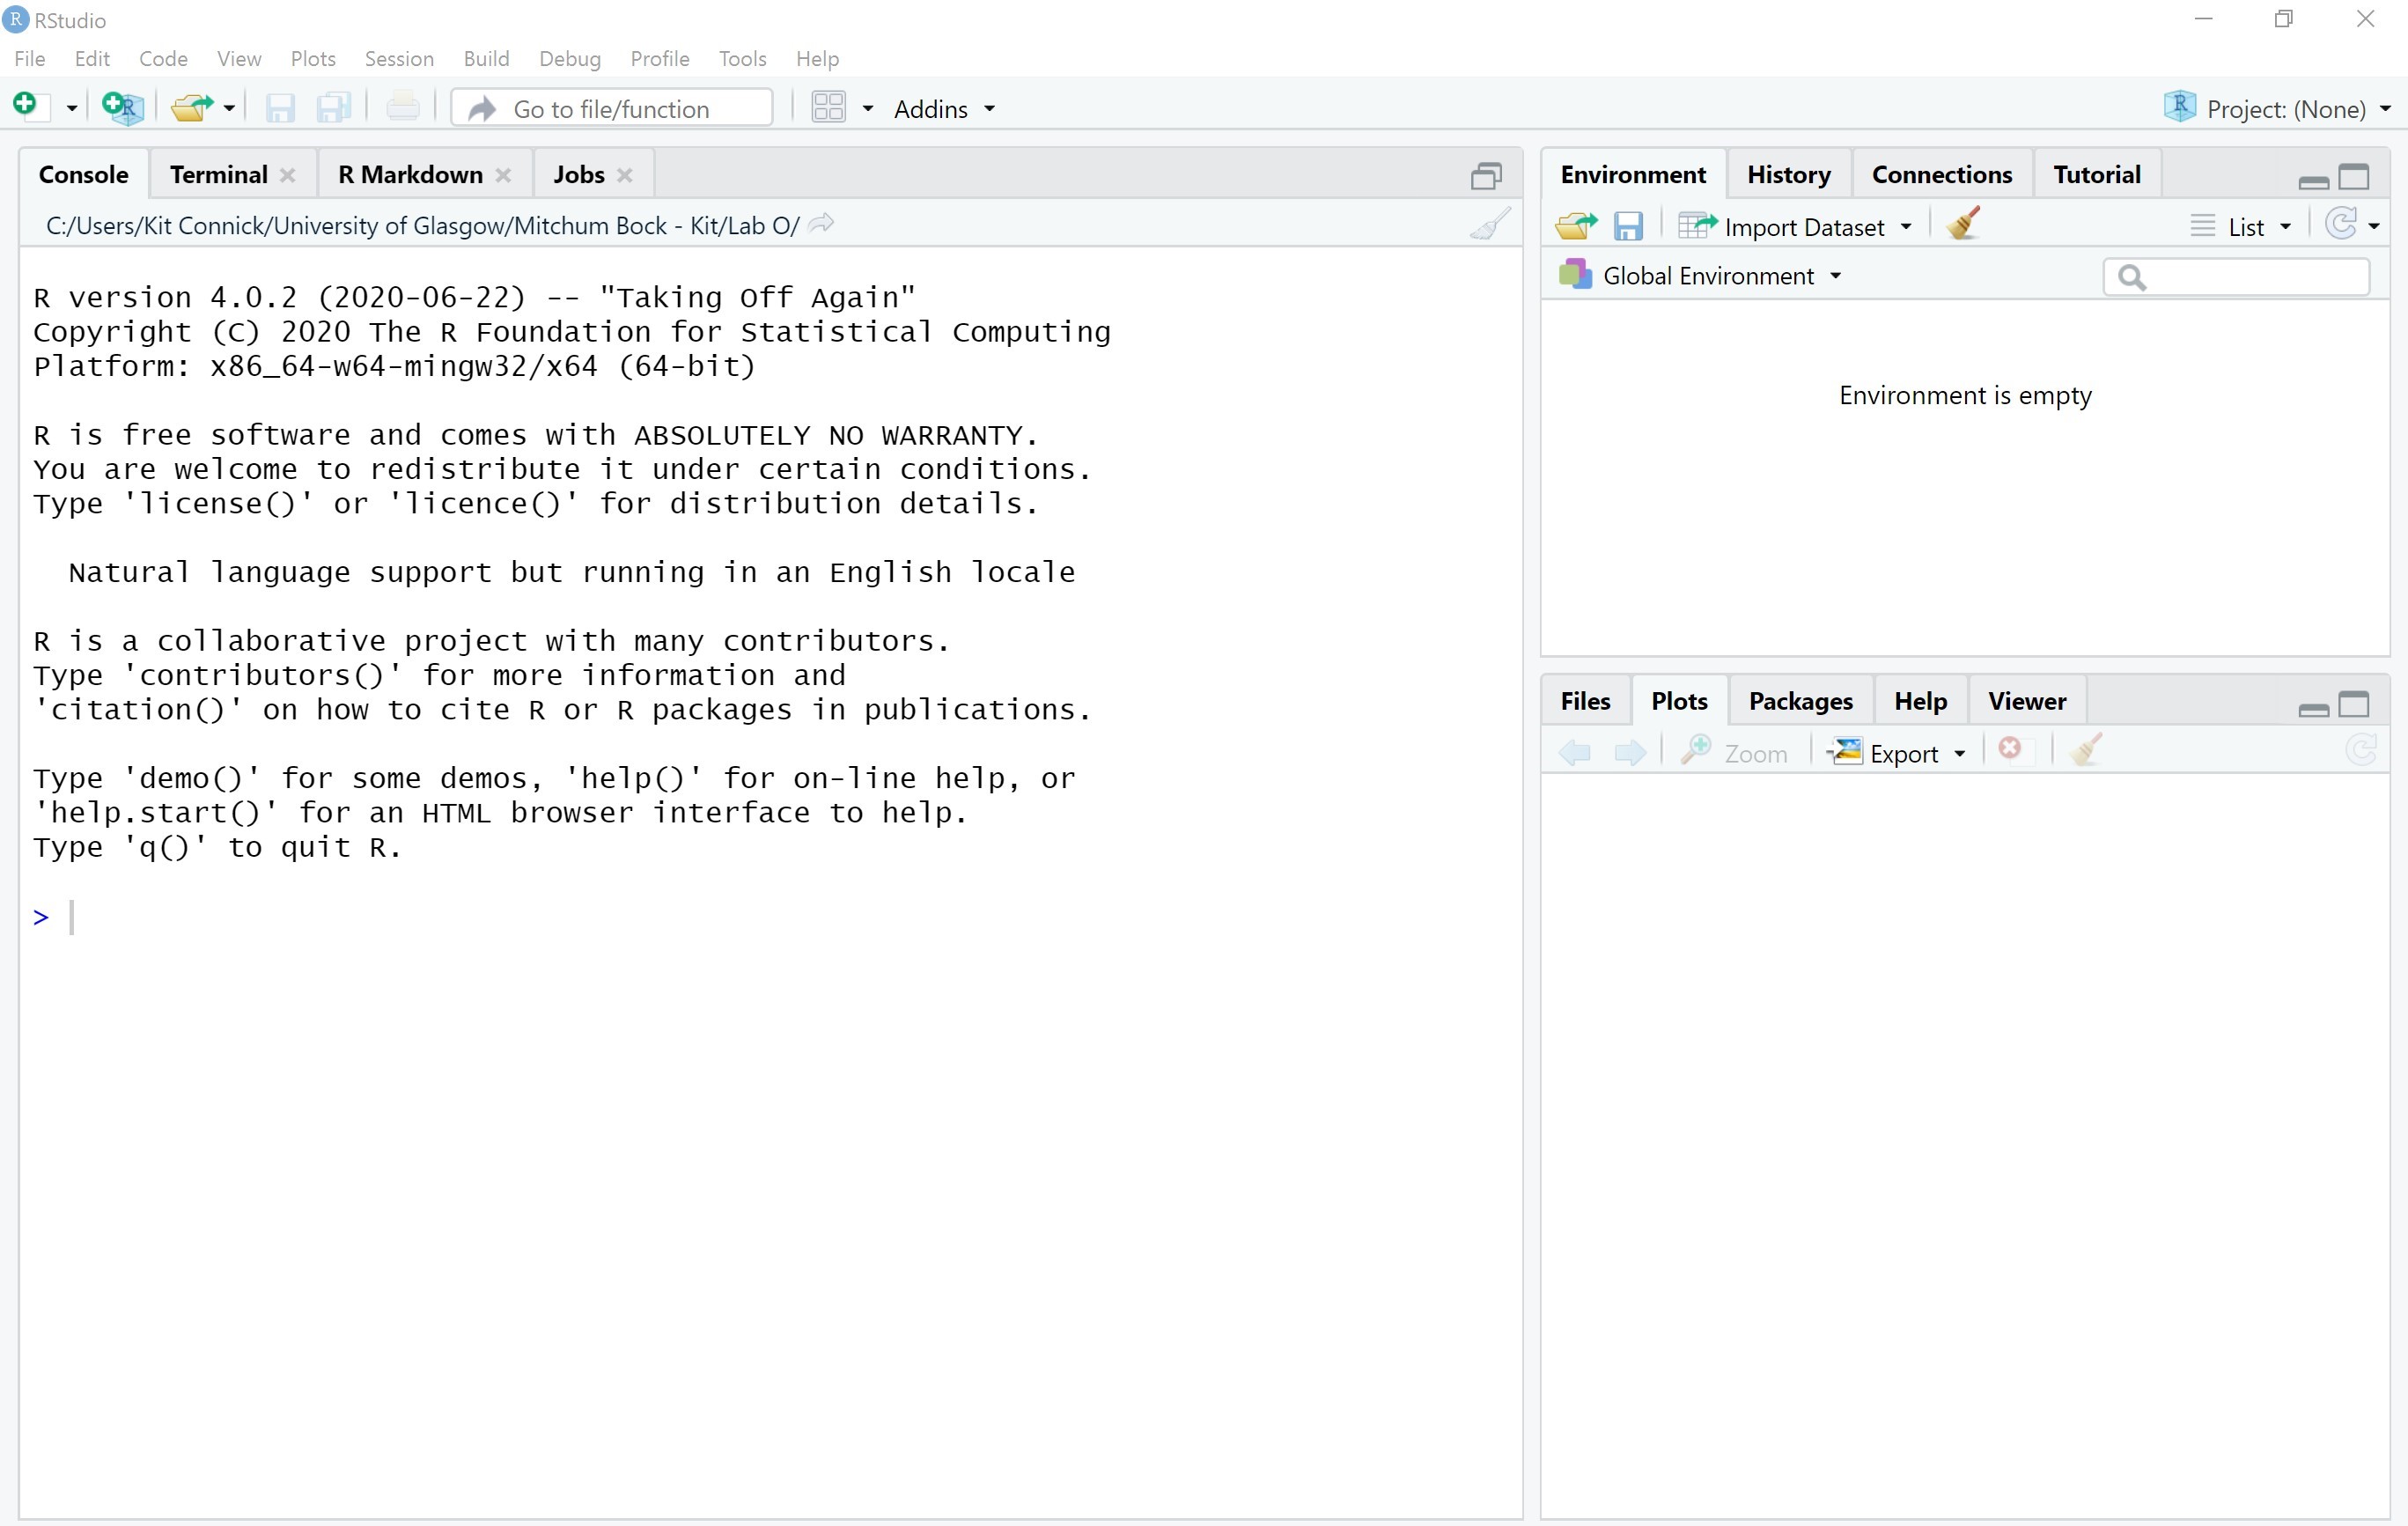 RStudio
File Edit Code View Plots Session Build Debug Profile Tools Help
Go to file/function Addins Project: (None)
Console Terminal R Markdown Jobs
C:/Users/Kit Connick/University of Glasgow/Mitchum Bock - Kit/Lab O/
R version 4.0.2 (2020-06-22) -- "Taking Off Again"
Copyright (C) 2020 The R Foundation for Statistical Computing
Platform: x86_64-w64-mingw32/x64 (64-bit)
R is free software and comes with ABSOLUTELY NO WARRANTY.
You are welcome to redistribute it under certain conditions.
Type 'license()' or 'licence()' for distribution details.
Natural language support but running in an English locale
R is a collaborative project with many contributors.
Type 'contributors()' for more information and
'citation()' on how to cite R or R packages in publications.
Type 'demo()' for some demos, 'help()' for on-line help, or
'help.start()' for an HTML browser interface to help.
Type 'q()' to quit R.
>
Environment History Connections Tutorial
Import Dataset List
Global Environment
Environment is empty
Files Plots Packages Help Viewer
Zoom Export